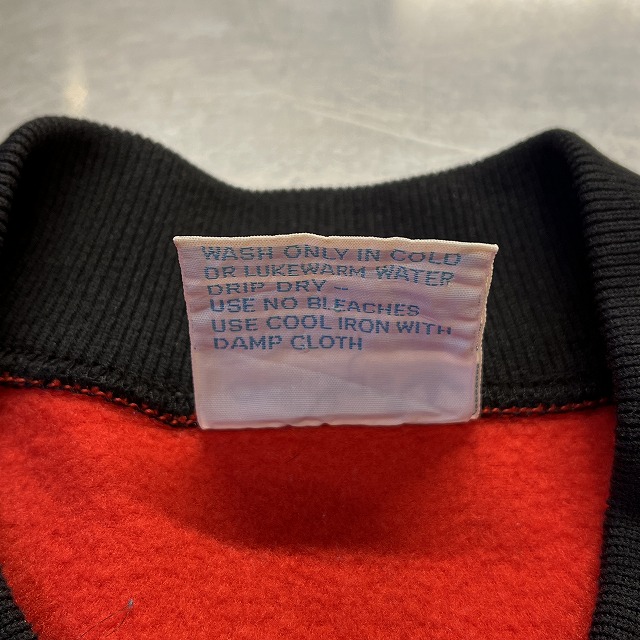 WASH ONLY IN COLD
OR LUKEWARM WATER
DRIP DRY –
USE NO BLEACHES
USE COOL IRON WITH
DAMP CLOTH